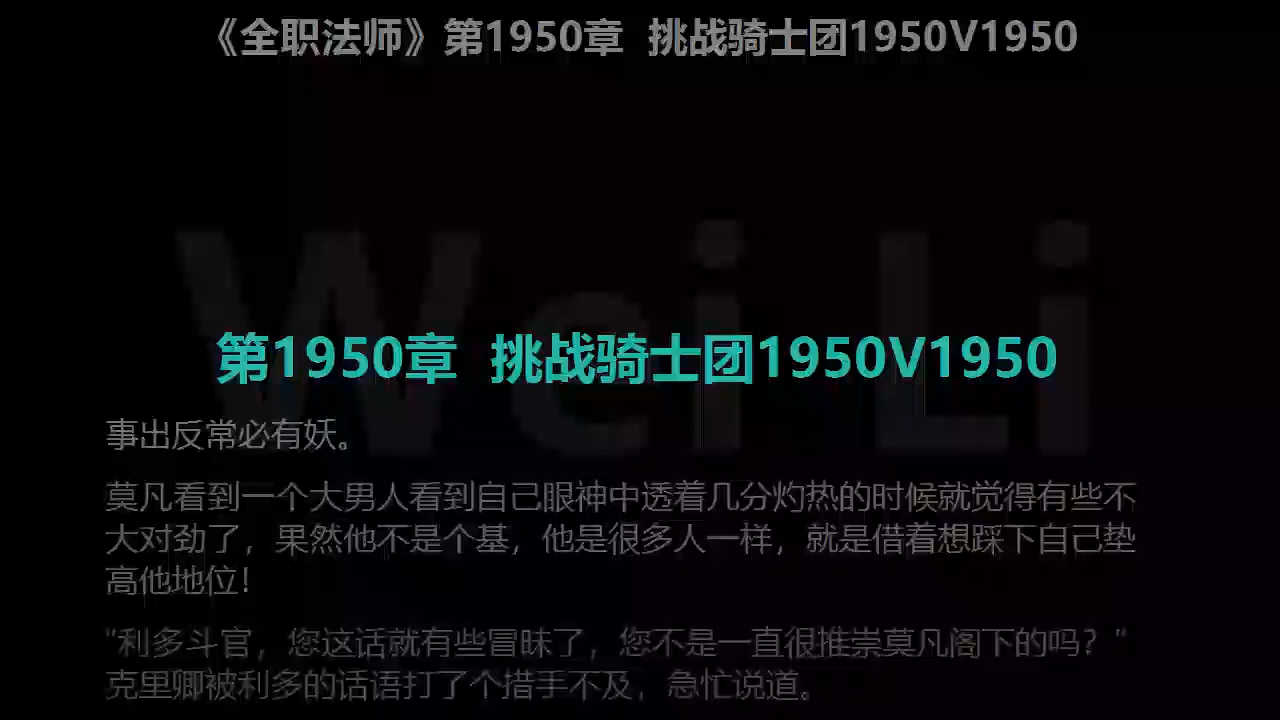 《全职法师》第1950章 挑战骑士团1950V1950
Wei Li
第1950章 挑战骑士团1950V1950
事出反常必有妖。
莫凡看到一个大男人看到自己眼神中透着几分灼热的时候就觉得有些不
大对劲了，果然他不是个基，他是很多人一样，就是借着想踩下自己垫
高他地位！
"利多斗官，您这话就有些冒昧了，您不是一直很推崇莫凡阁下的吗？"
克里卿被利多的话语打了个措手不及，急忙说道。